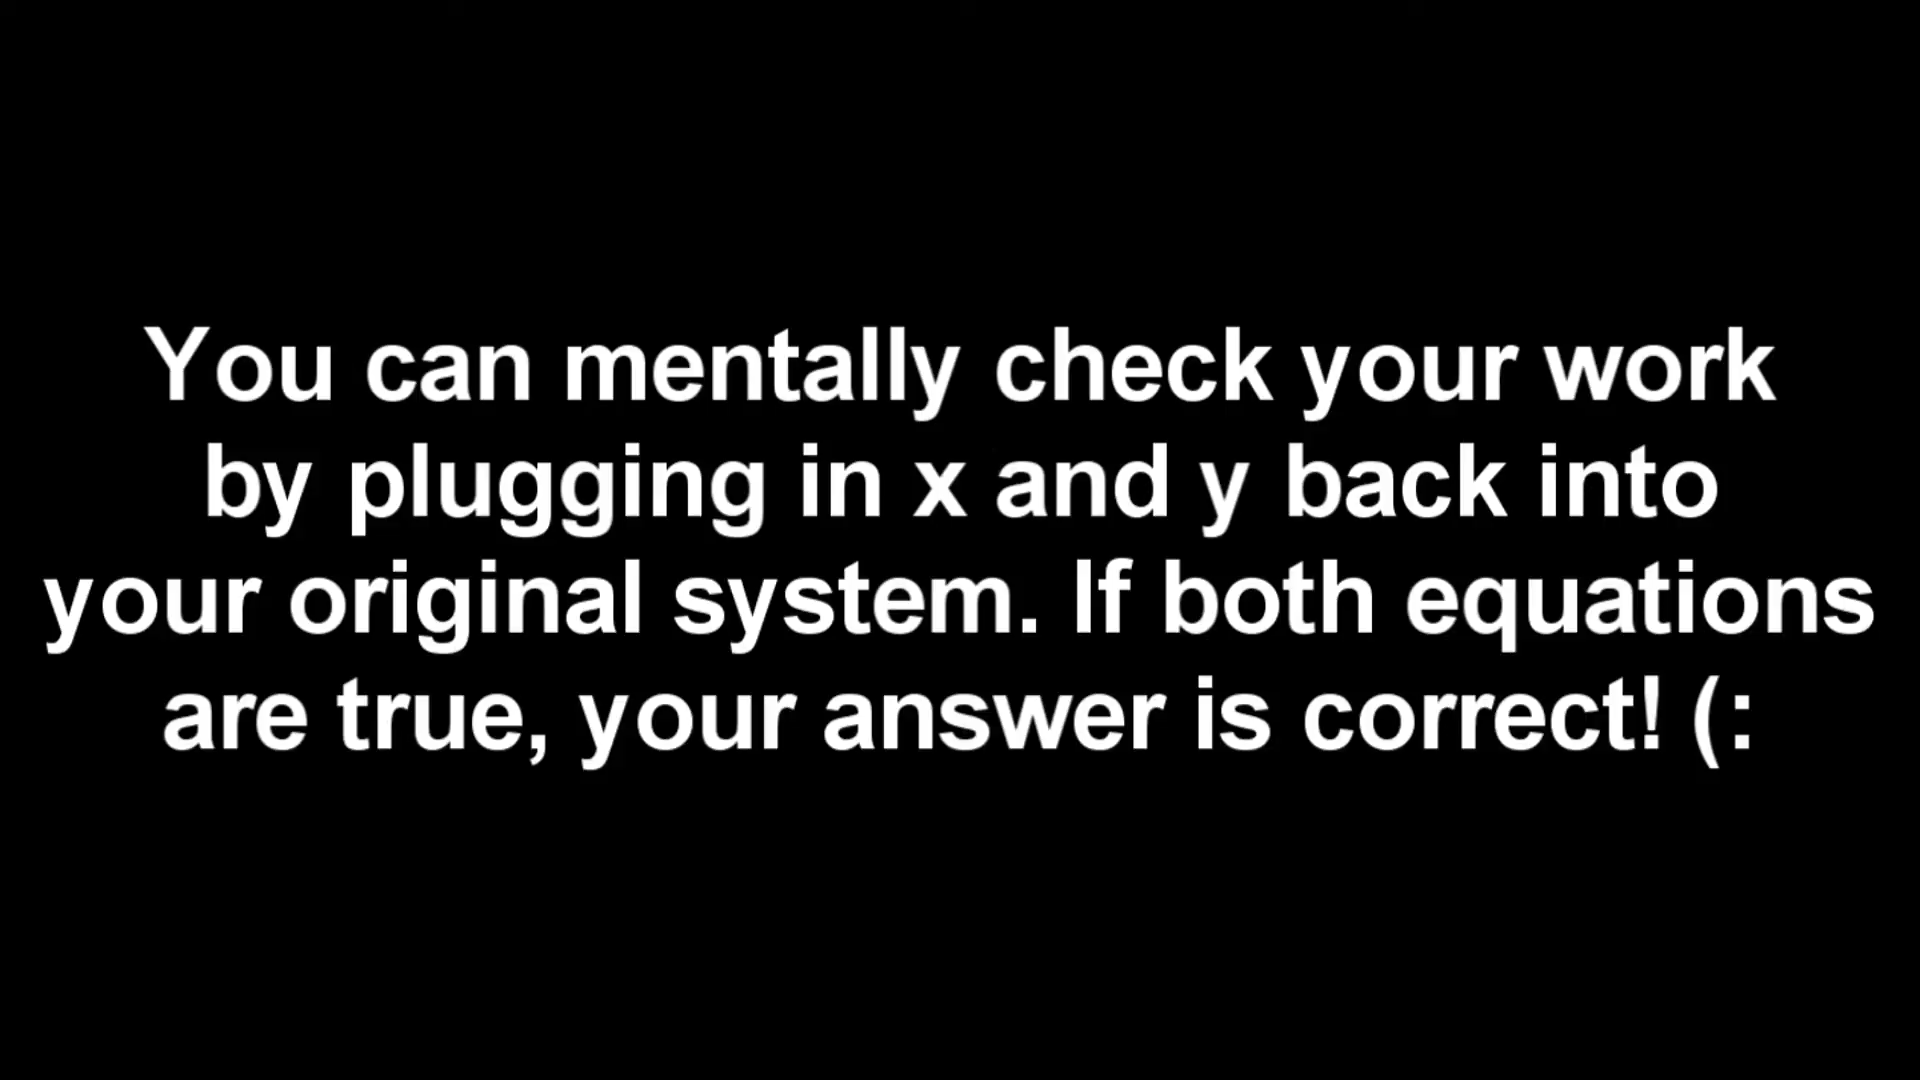 You can mentally check your work
by plugging in x and y back into
your original system. If both equations
are true, your answer is correct! (: